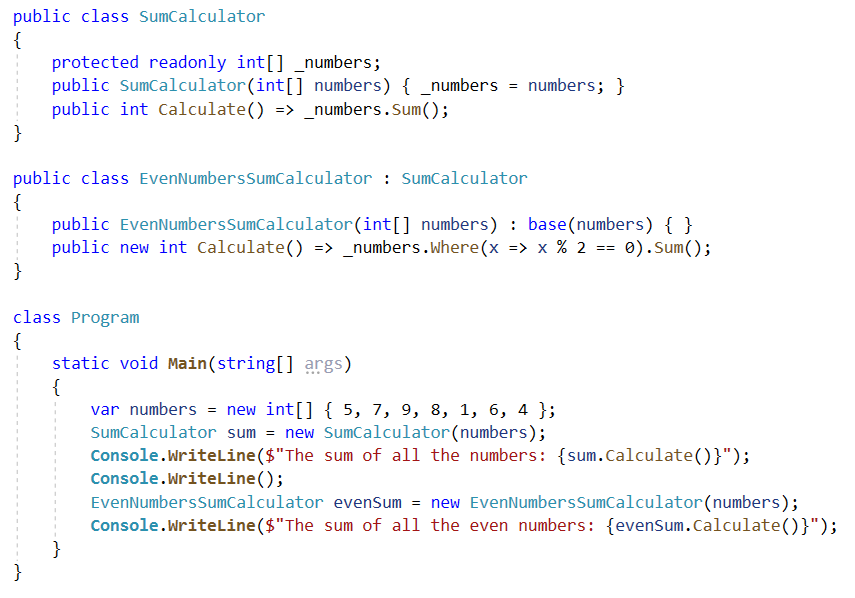 public class SumCalculator
{
    protected readonly int[] _numbers;
    public SumCalculator(int[] numbers) { _numbers = numbers; }
    public int Calculate() => _numbers.Sum();
}

public class EvenNumbersSumCalculator : SumCalculator
{
    public EvenNumbersSumCalculator(int[] numbers) : base(numbers) { }
    public new int Calculate() => _numbers.Where(x => x % 2 == 0).Sum();
}

class Program
{
    static void Main(string[] args)
    {
        var numbers = new int[] { 5, 7, 9, 8, 1, 6, 4 };
        SumCalculator sum = new SumCalculator(numbers);
        Console.WriteLine($"The sum of all the numbers: {sum.Calculate()}");
        Console.WriteLine();
        EvenNumbersSumCalculator evenSum = new EvenNumbersSumCalculator(numbers);
        Console.WriteLine($"The sum of all the even numbers: {evenSum.Calculate()}");
    }
}